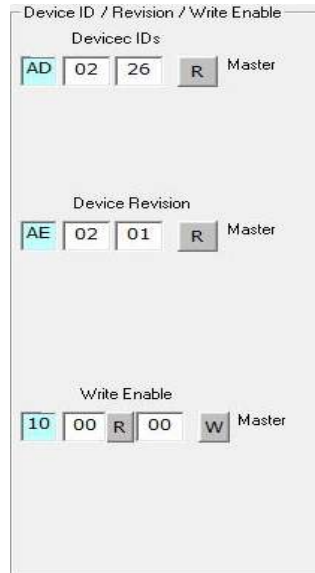 Device ID / Revision / Write Enable
Devicec IDs
AD 02 26 R Master
Device Revision
AE 02 01 R Master
Write Enable
10 00 R 00 W Master